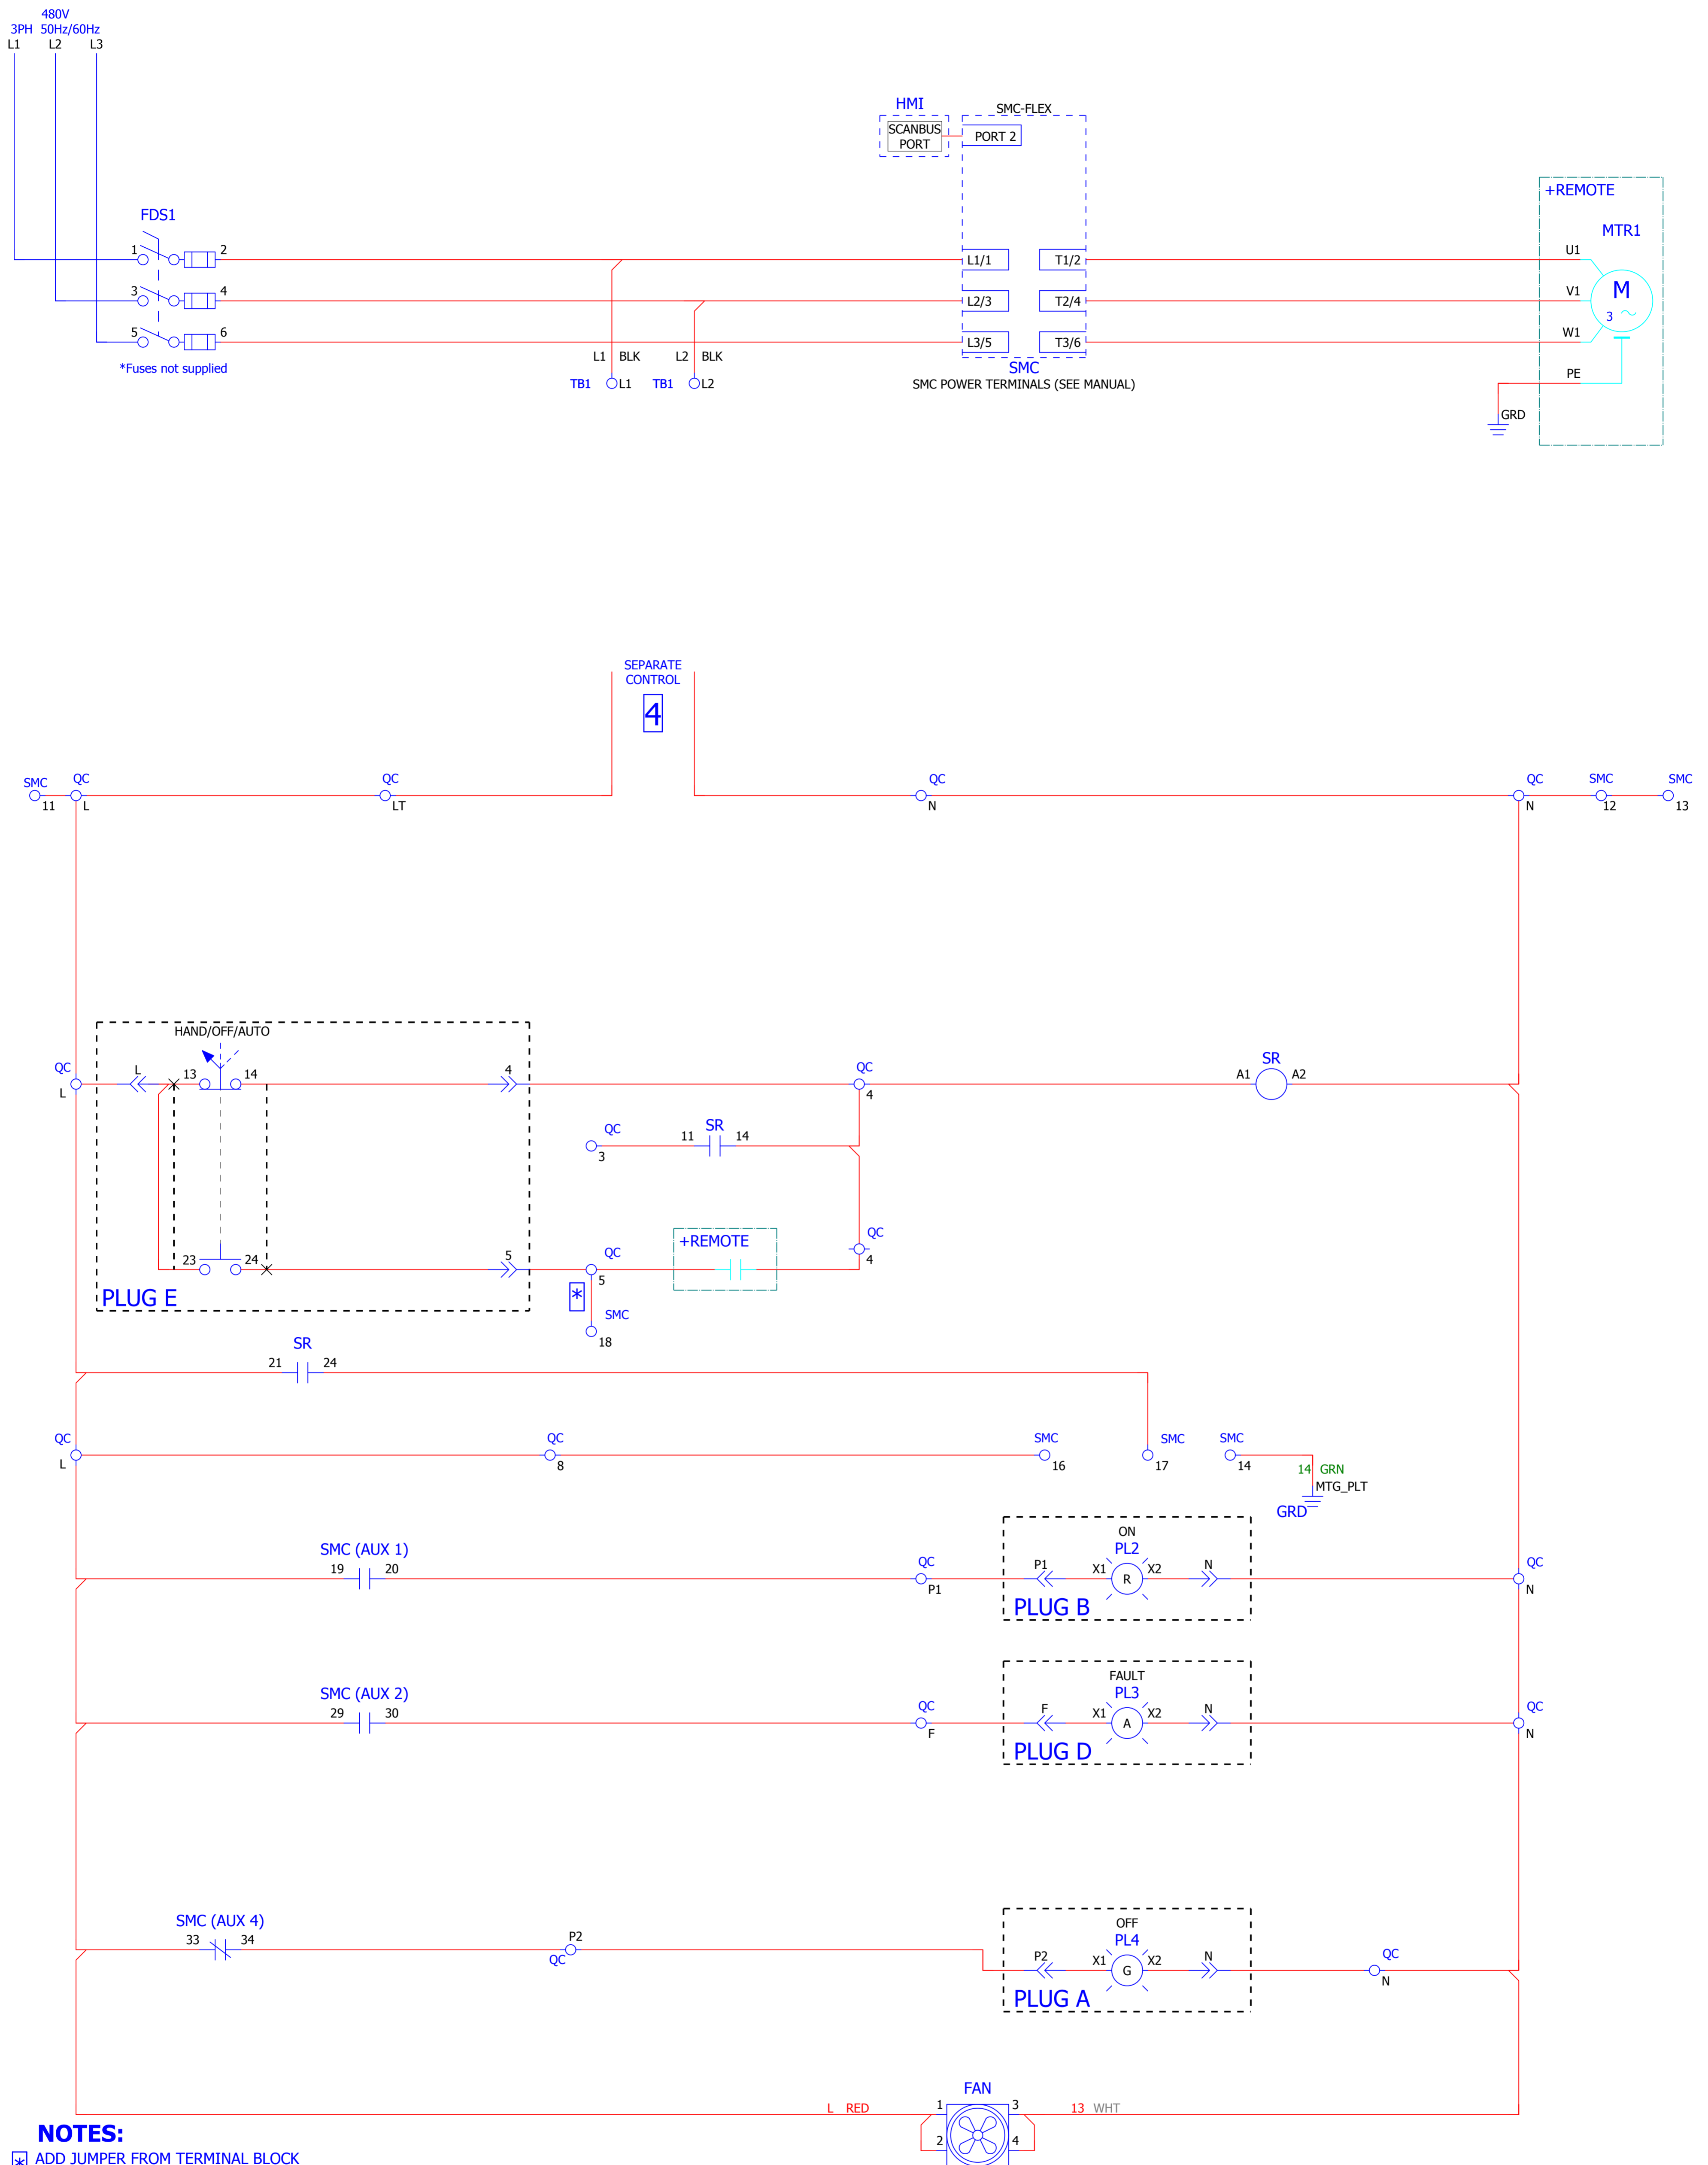 480V
3PH 50Hz/60Hz
L1 L2 L3
HMI
SCANBUS
PORT
SMC-FLEX
PORT 2
+REMOTE
MTR1
FDS1
1 2
3 4
5 6
*Fuses not supplied
L1/1 T1/2
L2/3 T2/4
L3/5 T3/6
SMC
SMC POWER TERMINALS (SEE MANUAL)
U1
V1
W1
M
3
PE
GRD
L1 BLK L2 BLK
TB1 L1 TB1 L2
SEPARATE
CONTROL
4
SMC QC QC QC QC SMC SMC
11 L LT N N 12 13
HAND/OFF/AUTO
QC L 13 14 4 QC SR
L 4 A1 A2
QC SR
3 11 14
QC
4
23 24 5 QC +REMOTE
5
*
PLUG E
SMC
18
SR
21 24
QC QC SMC SMC SMC
L 8 16 17 14
14 GRN
MTG_PLT
GRD
SMC (AUX 1)
19 20
QC
P1
ON
PL2
P1 X1 R X2 N
PLUG B
QC
N
SMC (AUX 2)
29 30
QC
F
FAULT
PL3
F X1 A X2 N
PLUG D
QC
N
SMC (AUX 4)
33 34
P2
QC
OFF
PL4
P2 X1 G X2 N
PLUG A
QC
N
FAN
L RED 1 3 13 WHT
2 4
NOTES:
* ADD JUMPER FROM TERMINAL BLOCK